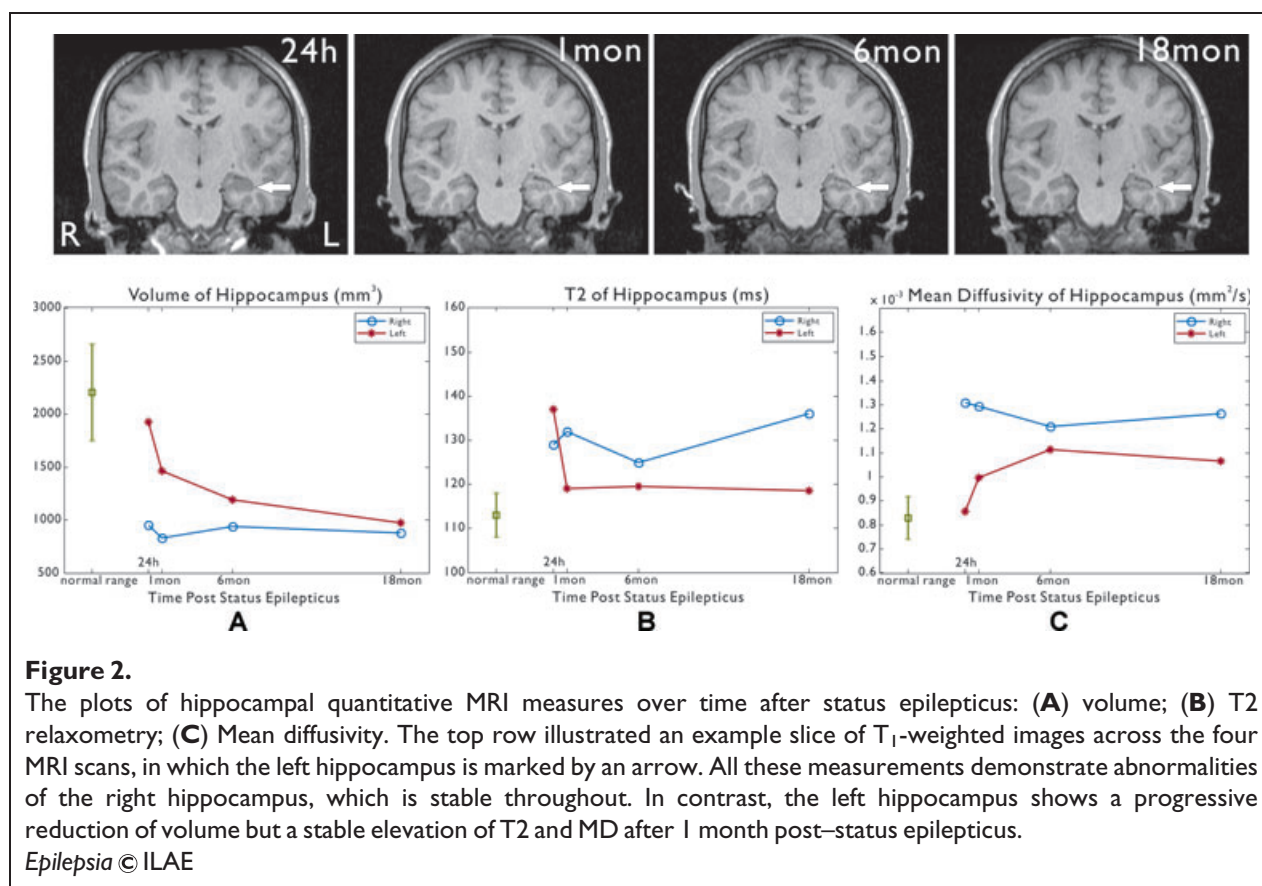 24h
1mon
6mon
18mon
R
L
Volume of Hippocampus (mm³)
3000
2500
2000
1500
1000
500
Right
Left
24h
normal range
1mon
6mon
18mon
Time Post Status Epilepticus
A
T2 of Hippocampus (ms)
160
150
140
130
120
110
100
Right
Left
24h
normal range
1mon
6mon
18mon
Time Post Status Epilepticus
B
× 10⁻³ Mean Diffusivity of Hippocampus (mm²/s)
1.6
1.5
1.4
1.3
1.2
1.1
1
0.9
0.8
0.7
0.6
Right
Left
24h
normal range
1mon
6mon
18mon
Time Post Status Epilepticus
C
Figure 2.
The plots of hippocampal quantitative MRI measures over time after status epilepticus: (A) volume; (B) T2
relaxometry; (C) Mean diffusivity. The top row illustrated an example slice of T₁-weighted images across the four
MRI scans, in which the left hippocampus is marked by an arrow. All these measurements demonstrate abnormalities
of the right hippocampus, which is stable throughout. In contrast, the left hippocampus shows a progressive
reduction of volume but a stable elevation of T2 and MD after 1 month post–status epilepticus.
Epilepsia © ILAE